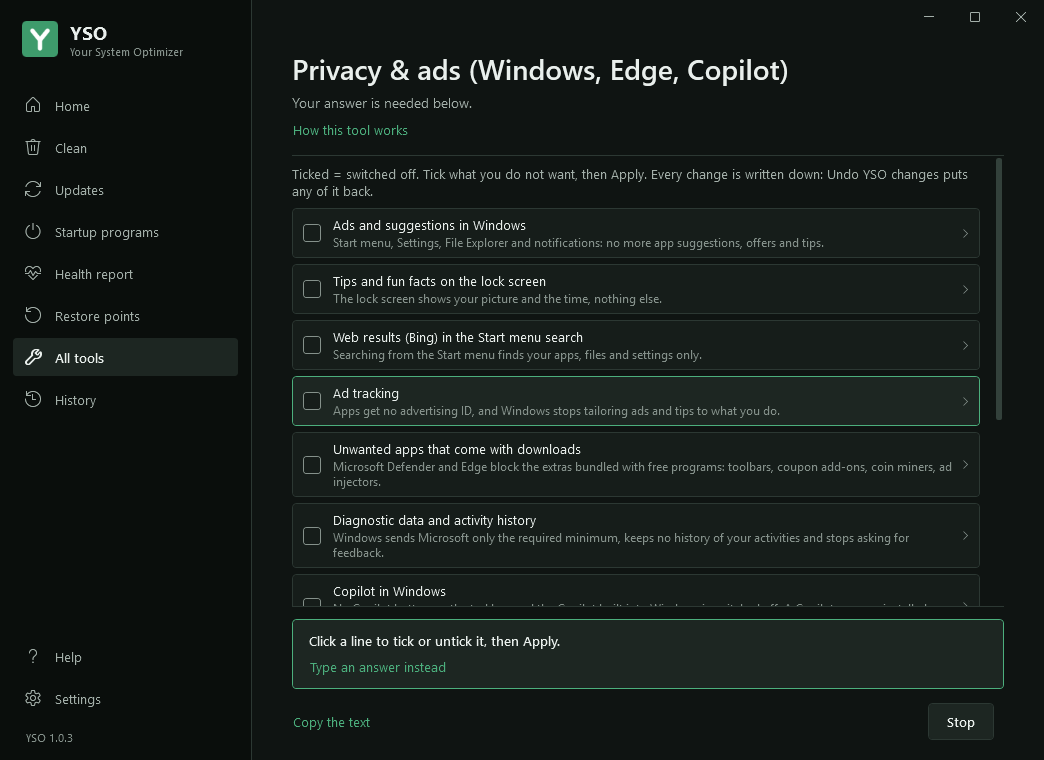 YSO
Your System Optimizer
Home
Clean
Updates
Startup programs
Health report
Restore points
All tools
History
Help
Settings
YSO 1.0.3
Privacy & ads (Windows, Edge, Copilot)
Your answer is needed below.
How this tool works
Ticked = switched off. Tick what you do not want, then Apply. Every change is written down: Undo YSO changes puts
any of it back.
Ads and suggestions in Windows
Start menu, Settings, File Explorer and notifications: no more app suggestions, offers and tips.
Tips and fun facts on the lock screen
The lock screen shows your picture and the time, nothing else.
Web results (Bing) in the Start menu search
Searching from the Start menu finds your apps, files and settings only.
Ad tracking
Apps get no advertising ID, and Windows stops tailoring ads and tips to what you do.
Unwanted apps that come with downloads
Microsoft Defender and Edge block the extras bundled with free programs: toolbars, coupon add-ons, coin miners, ad
injectors.
Diagnostic data and activity history
Windows sends Microsoft only the required minimum, keeps no history of your activities and stops asking for
feedback.
Copilot in Windows
Click a line to tick or untick it, then Apply.
Type an answer instead
Copy the text
Stop